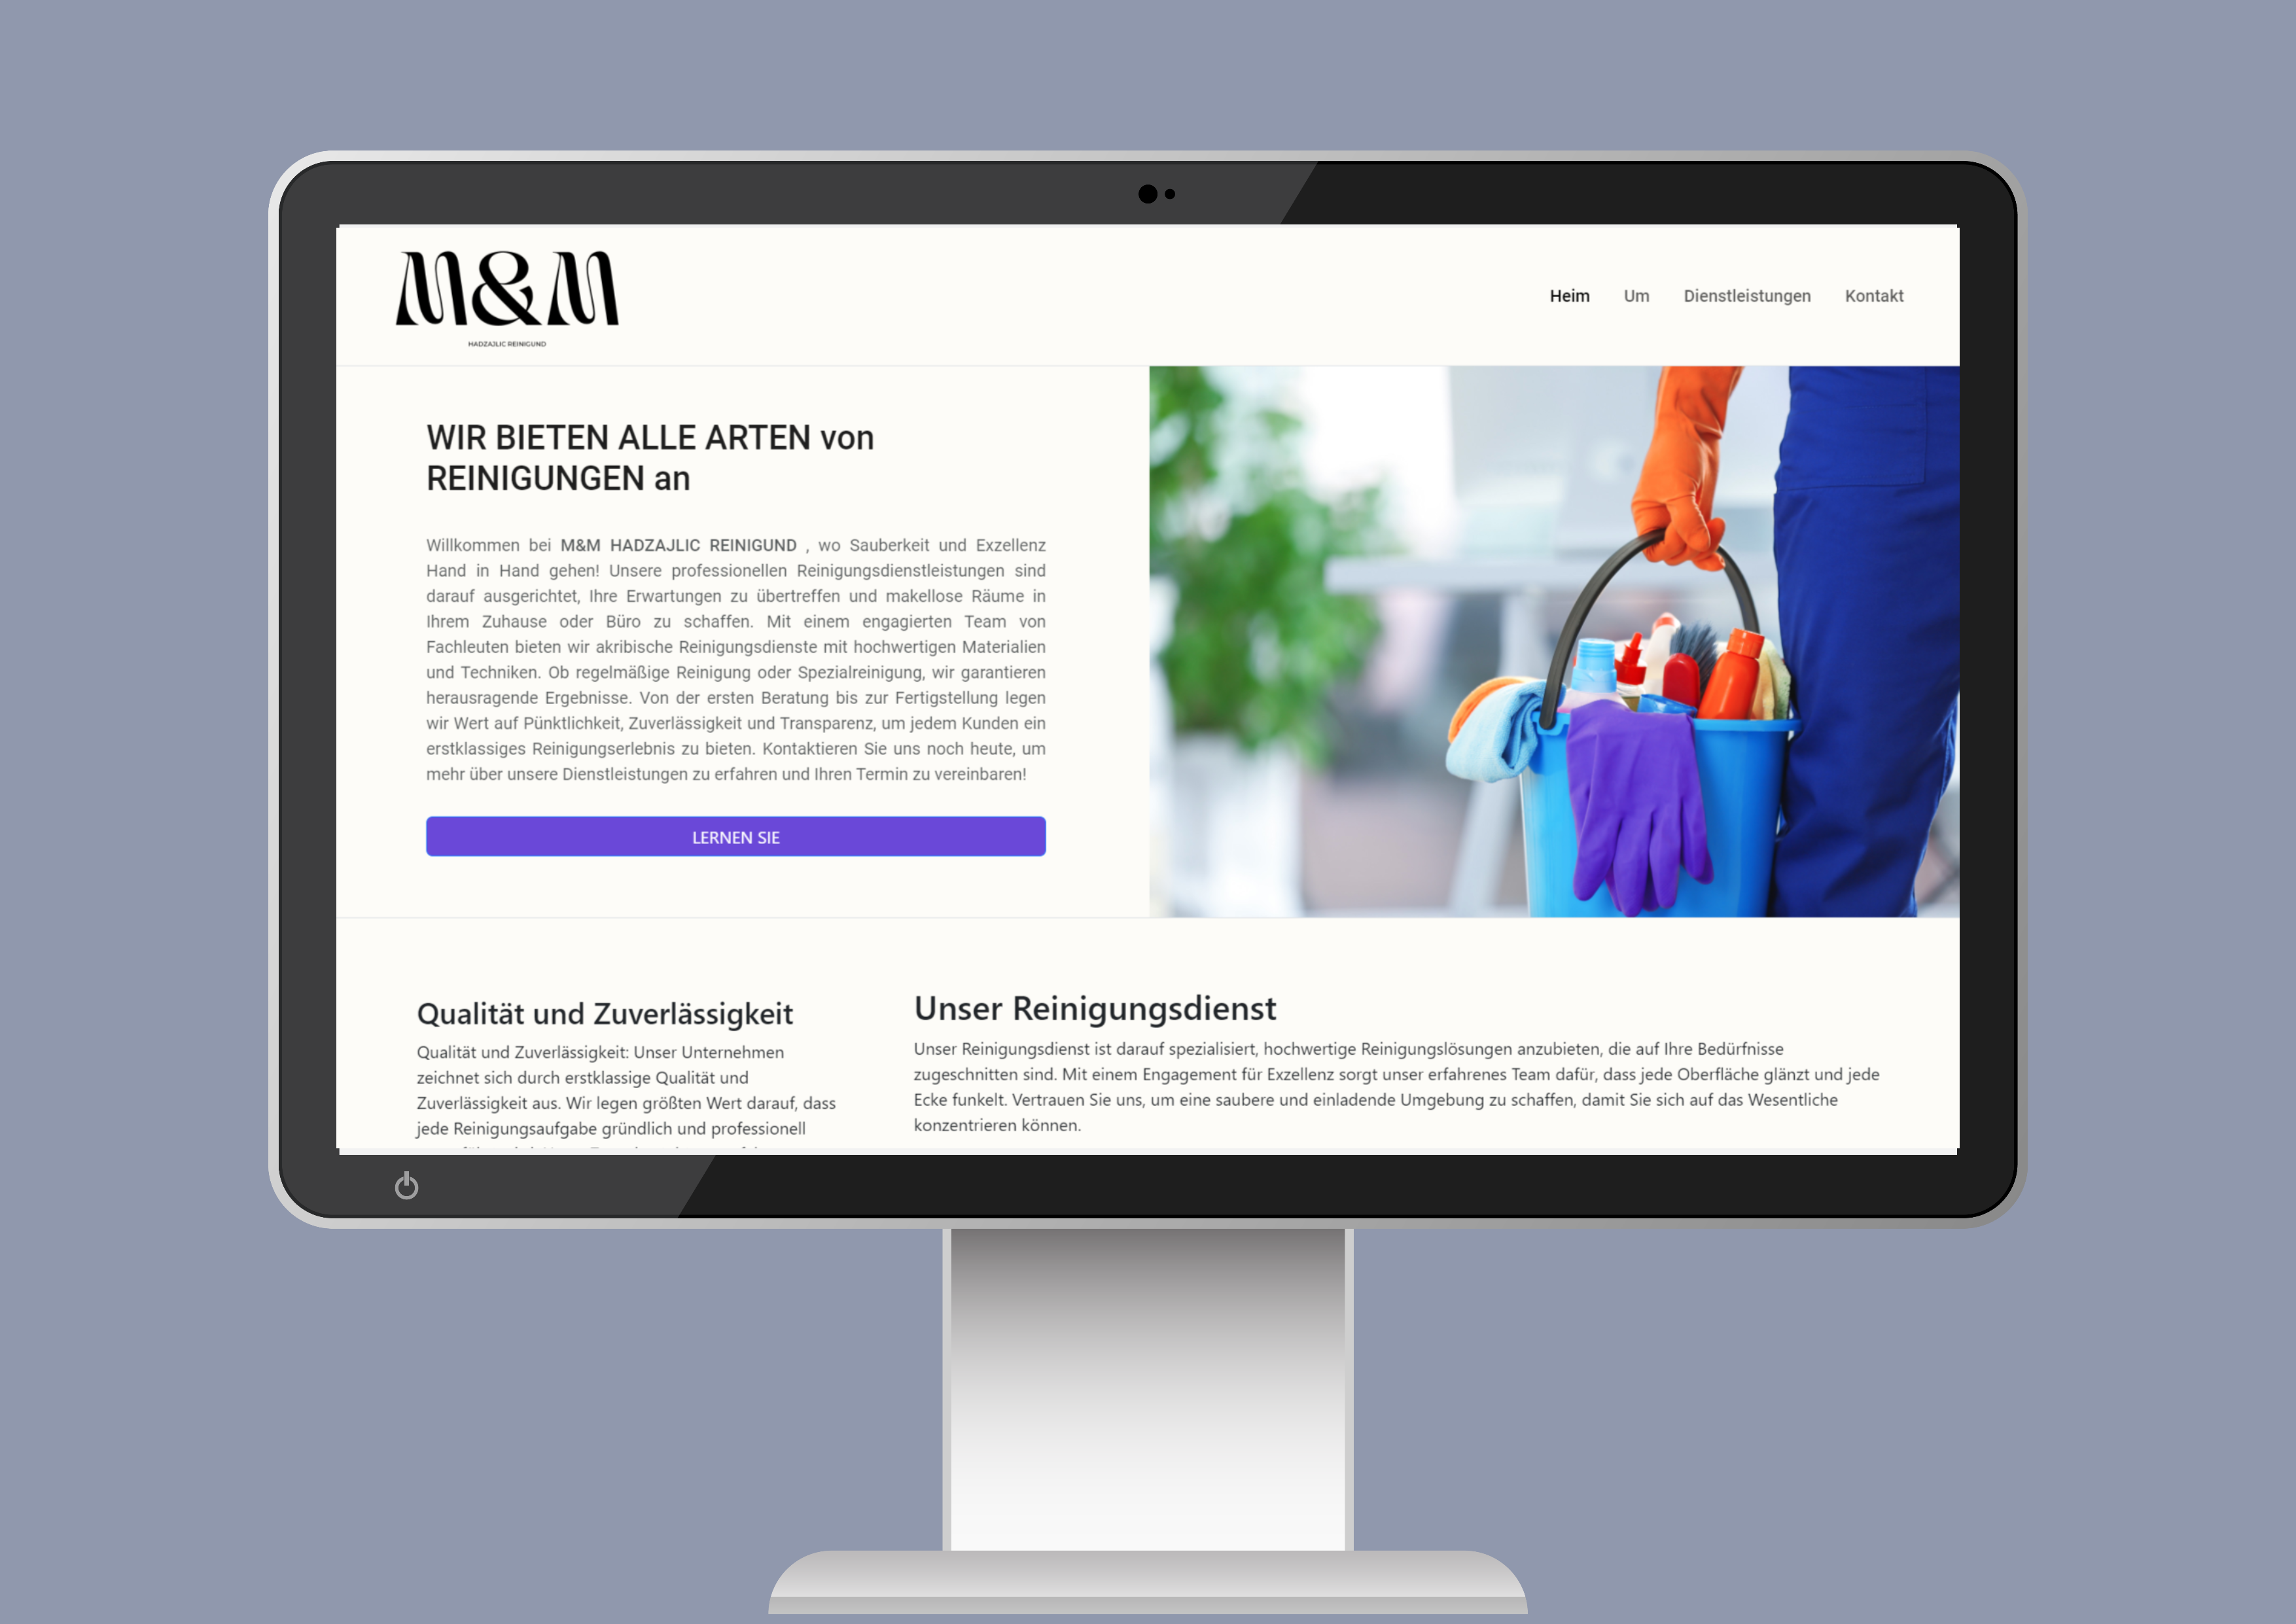 M&M
HADZAJLIC REINIGUND
Heim Um Dienstleistungen Kontakt
WIR BIETEN ALLE ARTEN von
REINIGUNGEN an
Willkommen bei M&M HADZAJLIC REINIGUND , wo Sauberkeit und Exzellenz
Hand in Hand gehen! Unsere professionellen Reinigungsdienstleistungen sind
darauf ausgerichtet, Ihre Erwartungen zu übertreffen und makellose Räume in
Ihrem Zuhause oder Büro zu schaffen. Mit einem engagierten Team von
Fachleuten bieten wir akribische Reinigungsdienste mit hochwertigen Materialien
und Techniken. Ob regelmäßige Reinigung oder Spezialreinigung, wir garantieren
herausragende Ergebnisse. Von der ersten Beratung bis zur Fertigstellung legen
wir Wert auf Pünktlichkeit, Zuverlässigkeit und Transparenz, um jedem Kunden ein
erstklassiges Reinigungserlebnis zu bieten. Kontaktieren Sie uns noch heute, um
mehr über unsere Dienstleistungen zu erfahren und Ihren Termin zu vereinbaren!
LERNEN SIE
Qualität und Zuverlässigkeit
Qualität und Zuverlässigkeit: Unser Unternehmen
zeichnet sich durch erstklassige Qualität und
Zuverlässigkeit aus. Wir legen größten Wert darauf, dass
jede Reinigungsaufgabe gründlich und professionell
Unser Reinigungsdienst
Unser Reinigungsdienst ist darauf spezialisiert, hochwertige Reinigungslösungen anzubieten, die auf Ihre Bedürfnisse
zugeschnitten sind. Mit einem Engagement für Exzellenz sorgt unser erfahrenes Team dafür, dass jede Oberfläche glänzt und jede
Ecke funkelt. Vertrauen Sie uns, um eine saubere und einladende Umgebung zu schaffen, damit Sie sich auf das Wesentliche
konzentrieren können.